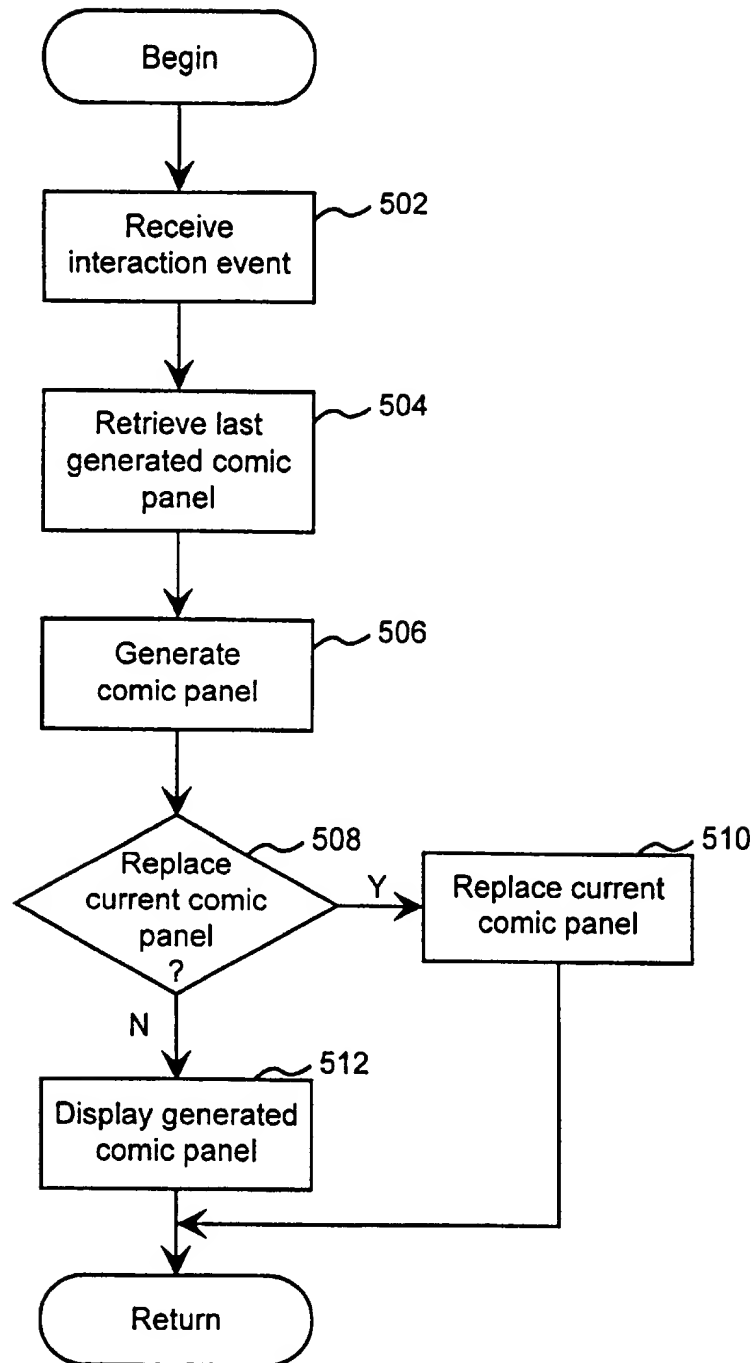 Begin
502
Receive
interaction event
504
Retrieve last
generated comic
panel
506
Generate
comic panel
508
Replace
current comic
panel
?
Y
510
Replace current
comic panel
N
512
Display generated
comic panel
Return